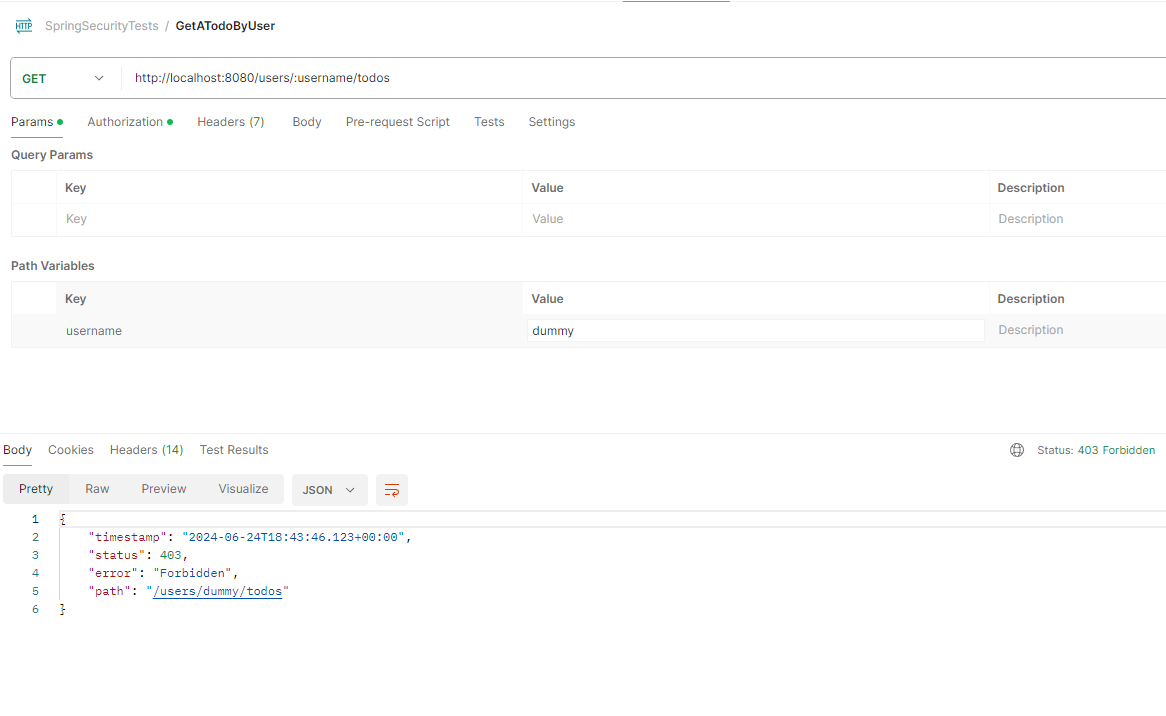 HTTP SpringSecurityTests / GetATodoByUser
GET http://localhost:8080/users/:username/todos
Params Authorization Headers (7) Body Pre-request Script Tests Settings
Query Params
Key Value Description
Key Value Description
Path Variables
Key Value Description
username dummy Description
Body Cookies Headers (14) Test Results Status: 403 Forbidden
Pretty Raw Preview Visualize JSON
1 {
2 "timestamp": "2024-06-24T18:43:46.123+00:00",
3 "status": 403,
4 "error": "Forbidden",
5 "path": "/users/dummy/todos"
6 }